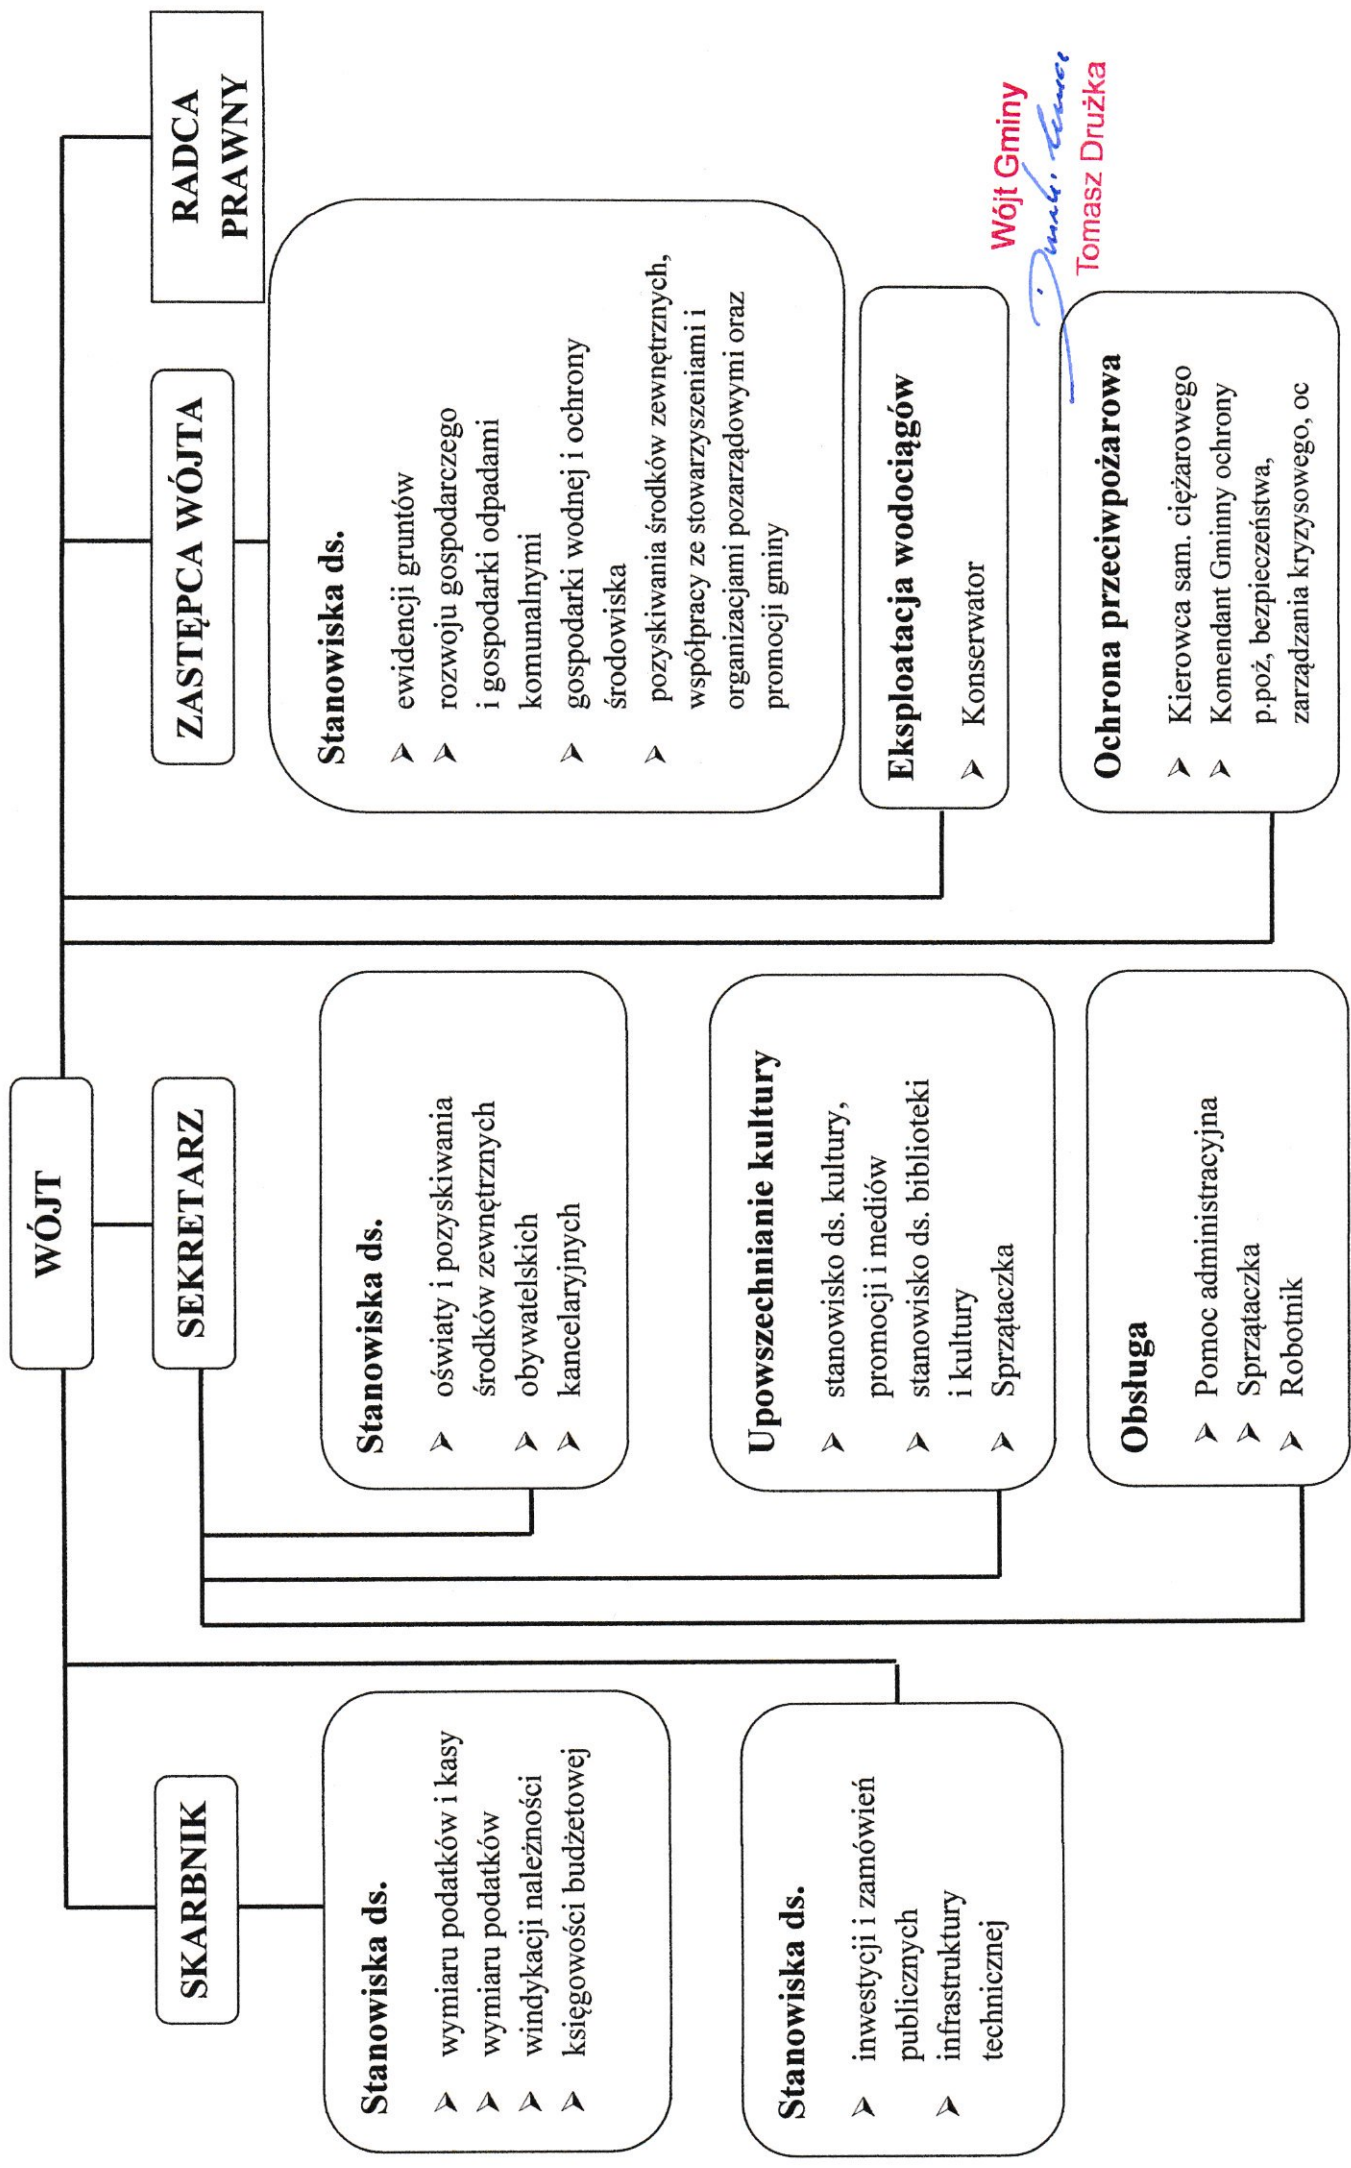 WÓJT
SKARBNIK
SEKRETARZ
ZASTĘPCA WÓJTA
RADCA
PRAWNY
Stanowiska ds.
➢ wymiaru podatków i kasy
➢ wymiaru podatków
➢ windykacji należności
➢ księgowości budżetowej
Stanowiska ds.
➢ inwestycji i zamówień
publicznych
➢ infrastruktury
technicznej
Stanowiska ds.
➢ oświaty i pozyskiwania
środków zewnętrznych
➢ obywatelskich
➢ kancelaryjnych
Upowszechnianie kultury
➢ stanowisko ds. kultury,
promocji i mediów
➢ stanowisko ds. biblioteki
i kultury
➢ Sprzątaczka
Obsługa
➢ Pomoc administracyjna
➢ Sprzątaczka
➢ Robotnik
Stanowiska ds.
➢ ewidencji gruntów
➢ rozwoju gospodarczego
i gospodarki odpadami
komunalnymi
➢ gospodarki wodnej i ochrony
środowiska
➢ pozyskiwania środków zewnętrznych,
współpracy ze stowarzyszeniami i
organizacjami pozarządowymi oraz
promocji gminy
Eksploatacja wodociągów
➢ Konserwator
Ochrona przeciwpożarowa
➢ Kierowca sam. ciężarowego
➢ Komendant Gminny ochrony
p.poż, bezpieczeństwa,
zarządzania kryzysowego, oc
Wójt Gminy
Tomasz Drużka